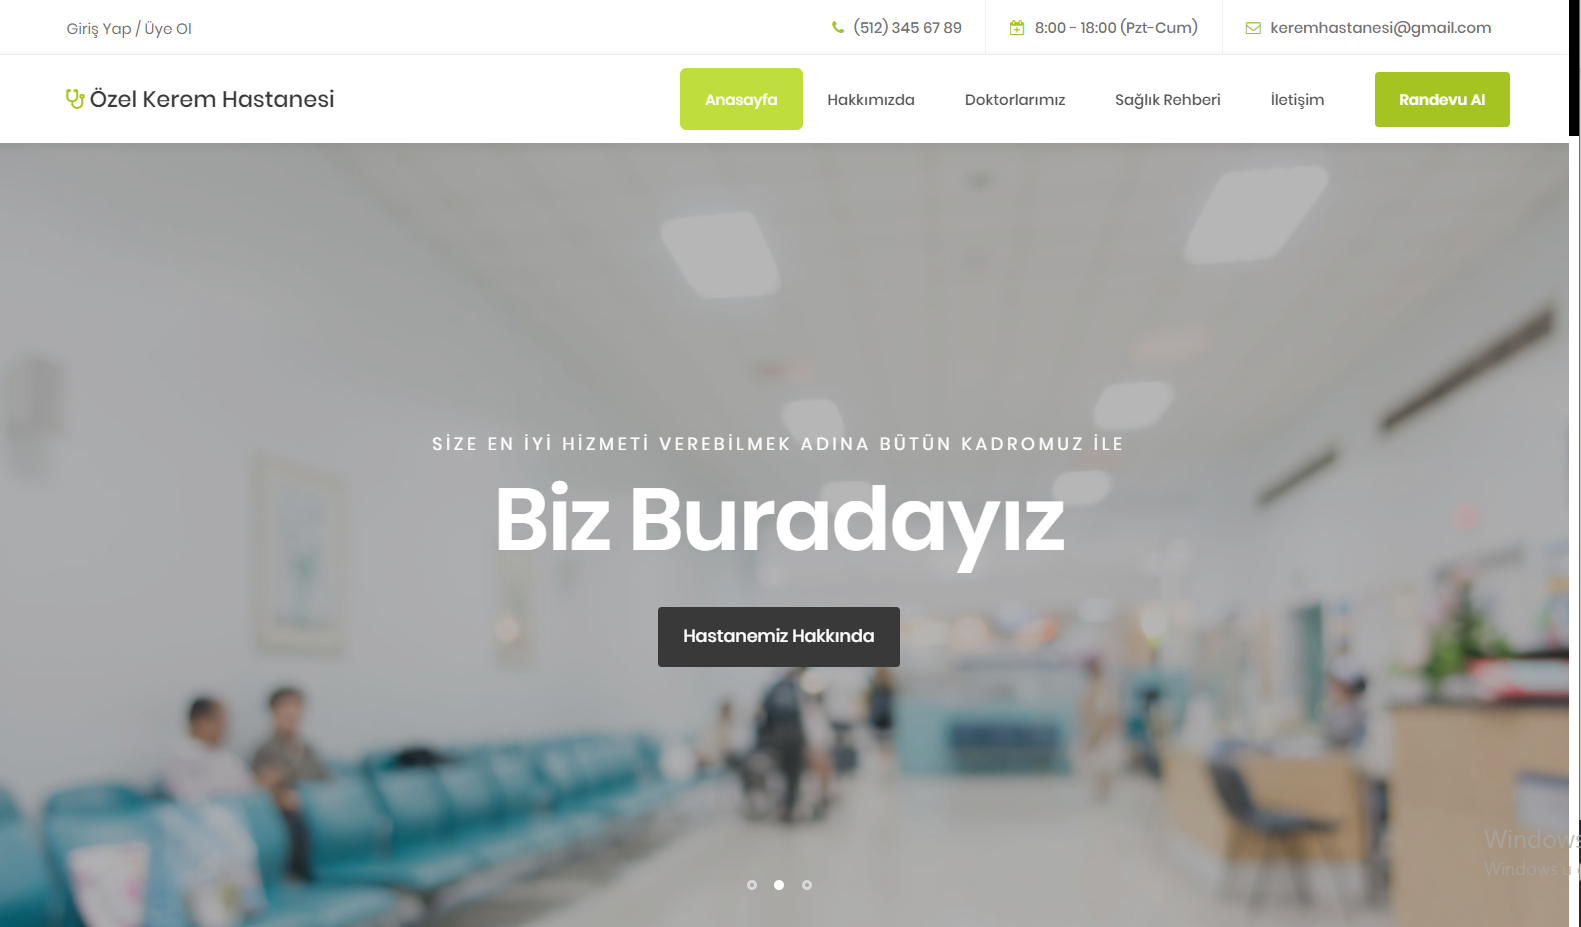 Giriş Yap / Üye Ol
(512) 345 67 89
8:00 - 18:00 (Pzt-Cum)
keremhastanesi@gmail.com
Özel Kerem Hastanesi
Anasayfa
Hakkımızda
Doktorlarımız
Sağlık Rehberi
İletişim
Randevu Al
SİZE EN İYİ HİZMETİ VEREBİLMEK ADINA BÜTÜN KADROMUZ İLE
Biz Buradayız
Hastanemiz Hakkında
Windows
Windows'u